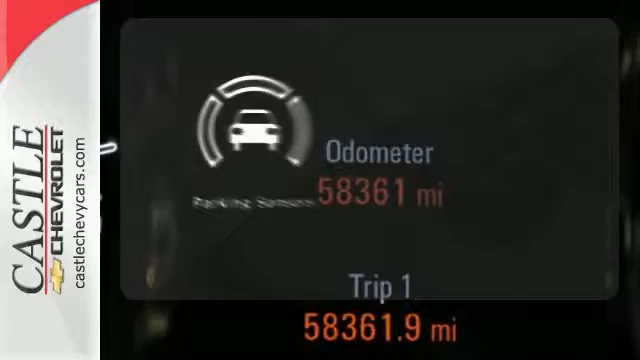 CASTLE
CHEVROLET
castlechevycars.com
Parking Sensors
Odometer
58361 mi
Trip 1
58361.9 mi